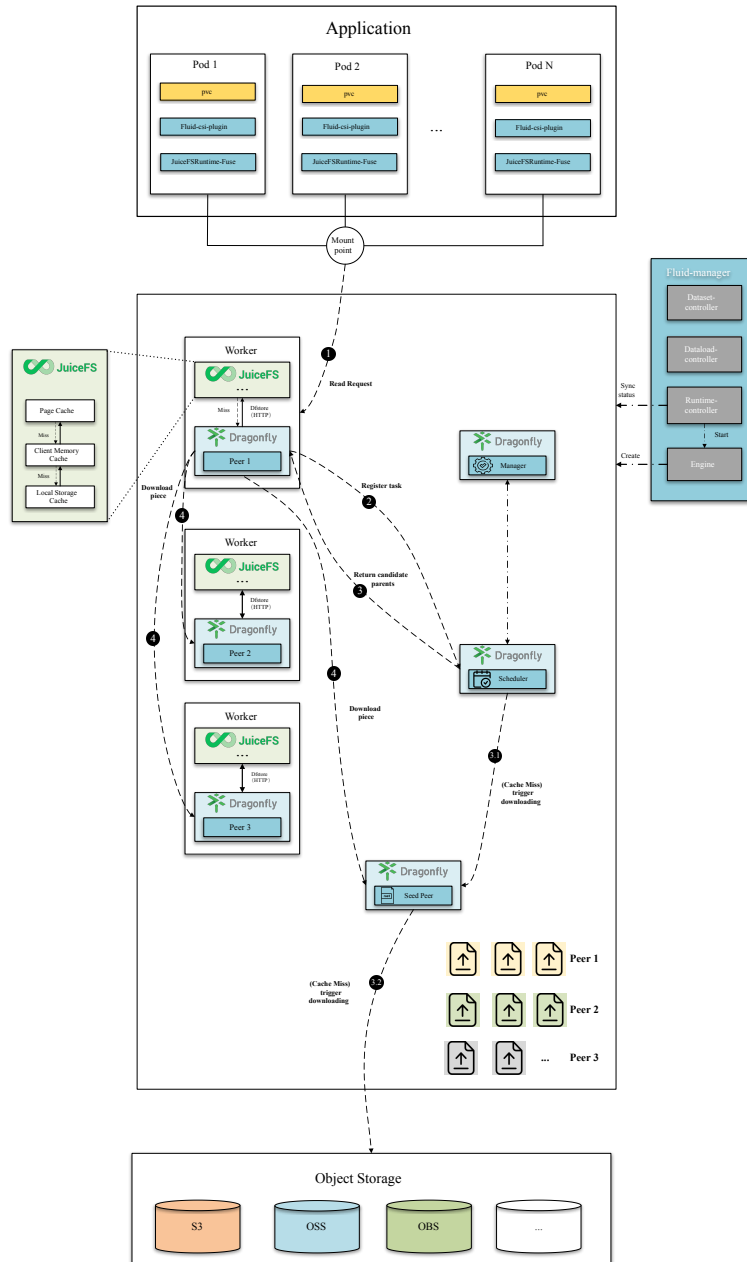 Application
Pod 1
pvc
Fluid-csi-plugin
JuiceFSRuntime-Fuse
Pod 2
pvc
Fluid-csi-plugin
JuiceFSRuntime-Fuse
...
Pod N
pvc
Fluid-csi-plugin
JuiceFSRuntime-Fuse
Mount
point
Fluid-manager
Dataset-
controller
Dataload-
controller
Runtime-
controller
Start
Engine
Sync
status
Create
JuiceFS
Page Cache
Miss
Client Memory
Cache
Miss
Local Storage
Cache
1
Read Request
Worker
JuiceFS
...
Miss
Dfstore
(HTTP)
Dragonfly
Peer 1
Download
piece
4
4
Worker
JuiceFS
...
Dfstore
(HTTP)
Dragonfly
Peer 2
Worker
JuiceFS
...
Dfstore
(HTTP)
Dragonfly
Peer 3
Register task
2
Return candidate
3
parents
4
Download
piece
Dragonfly
Manager
Dragonfly
Scheduler
3.1
(Cache Miss)
trigger
downloading
Dragonfly
Seed Peer
3.2
(Cache Miss)
trigger
downloading
Peer 1
Peer 2
...
Peer 3
Object Storage
S3
OSS
OBS
...